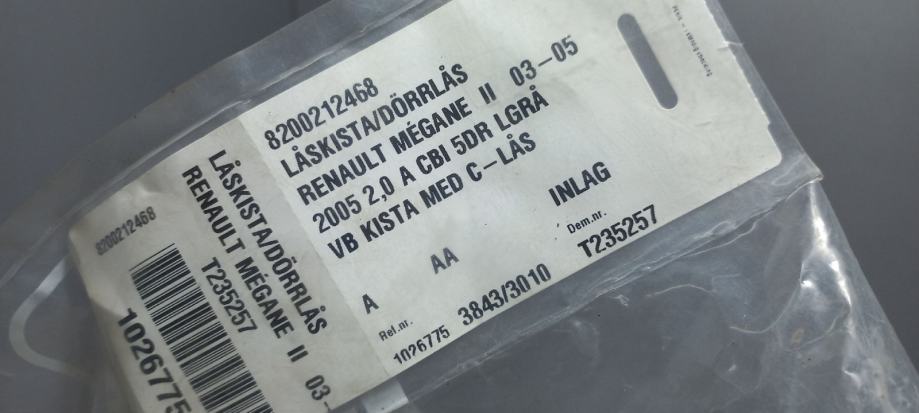 8200212468
LÅSKISTA/DÖRRLÅS
RENAULT MÉGANE II 03-05
2005 2,0 A CBI 5DR LGRÅ
VB KISTA MED C-LÅS
INLAG
A AA
Ref.nr. Dem.nr.
1026775 3843/3010 T235257
8200212468
LÅSKISTA/DÖRRLÅS
RENAULT MÉGANE II 03-
T235257
1026775